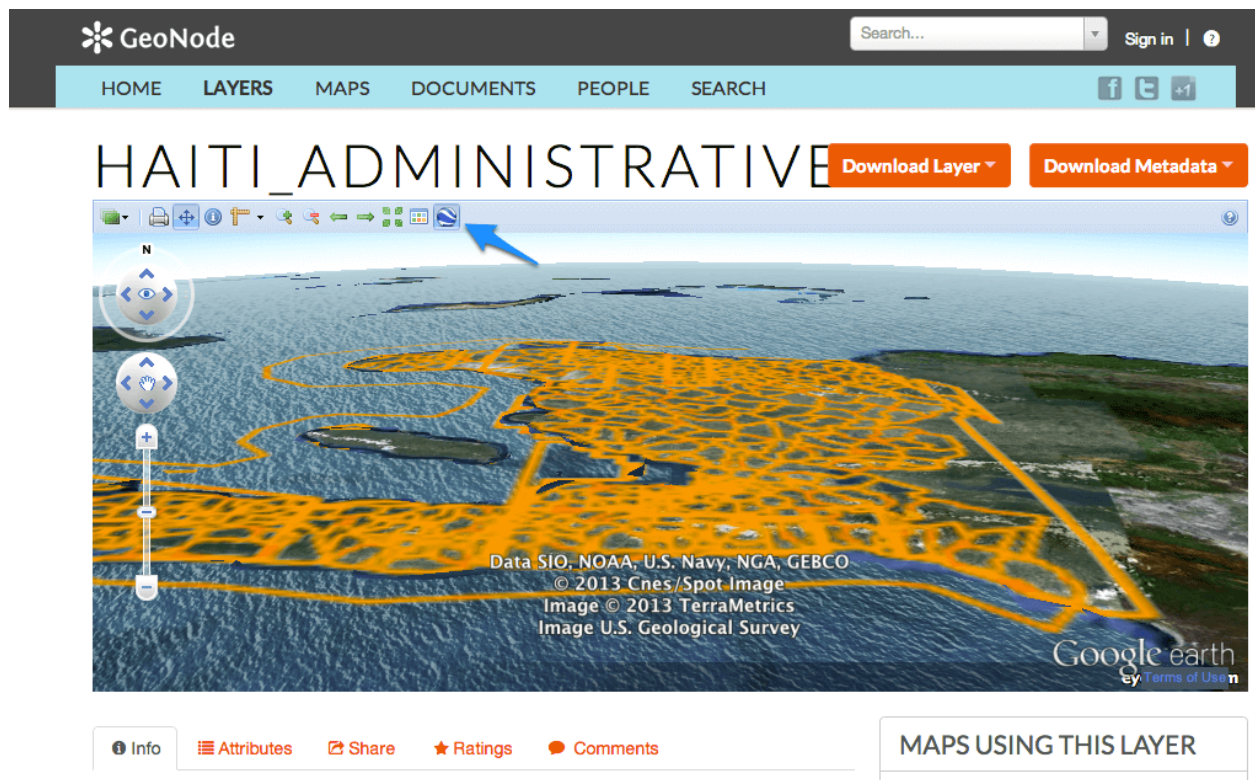 GeoNode
Search...
Sign in | ?
HOME LAYERS MAPS DOCUMENTS PEOPLE SEARCH
f t +1
HAITI_ADMINISTRATIVE
Download Layer
Download Metadata
N
Data SIO, NOAA, U.S. Navy, NGA, GEBCO
© 2013 Cnes/Spot Image
Image © 2013 TerraMetrics
Image U.S. Geological Survey
Google earth
ey Terms of Use m
Info Attributes Share Ratings Comments
MAPS USING THIS LAYER